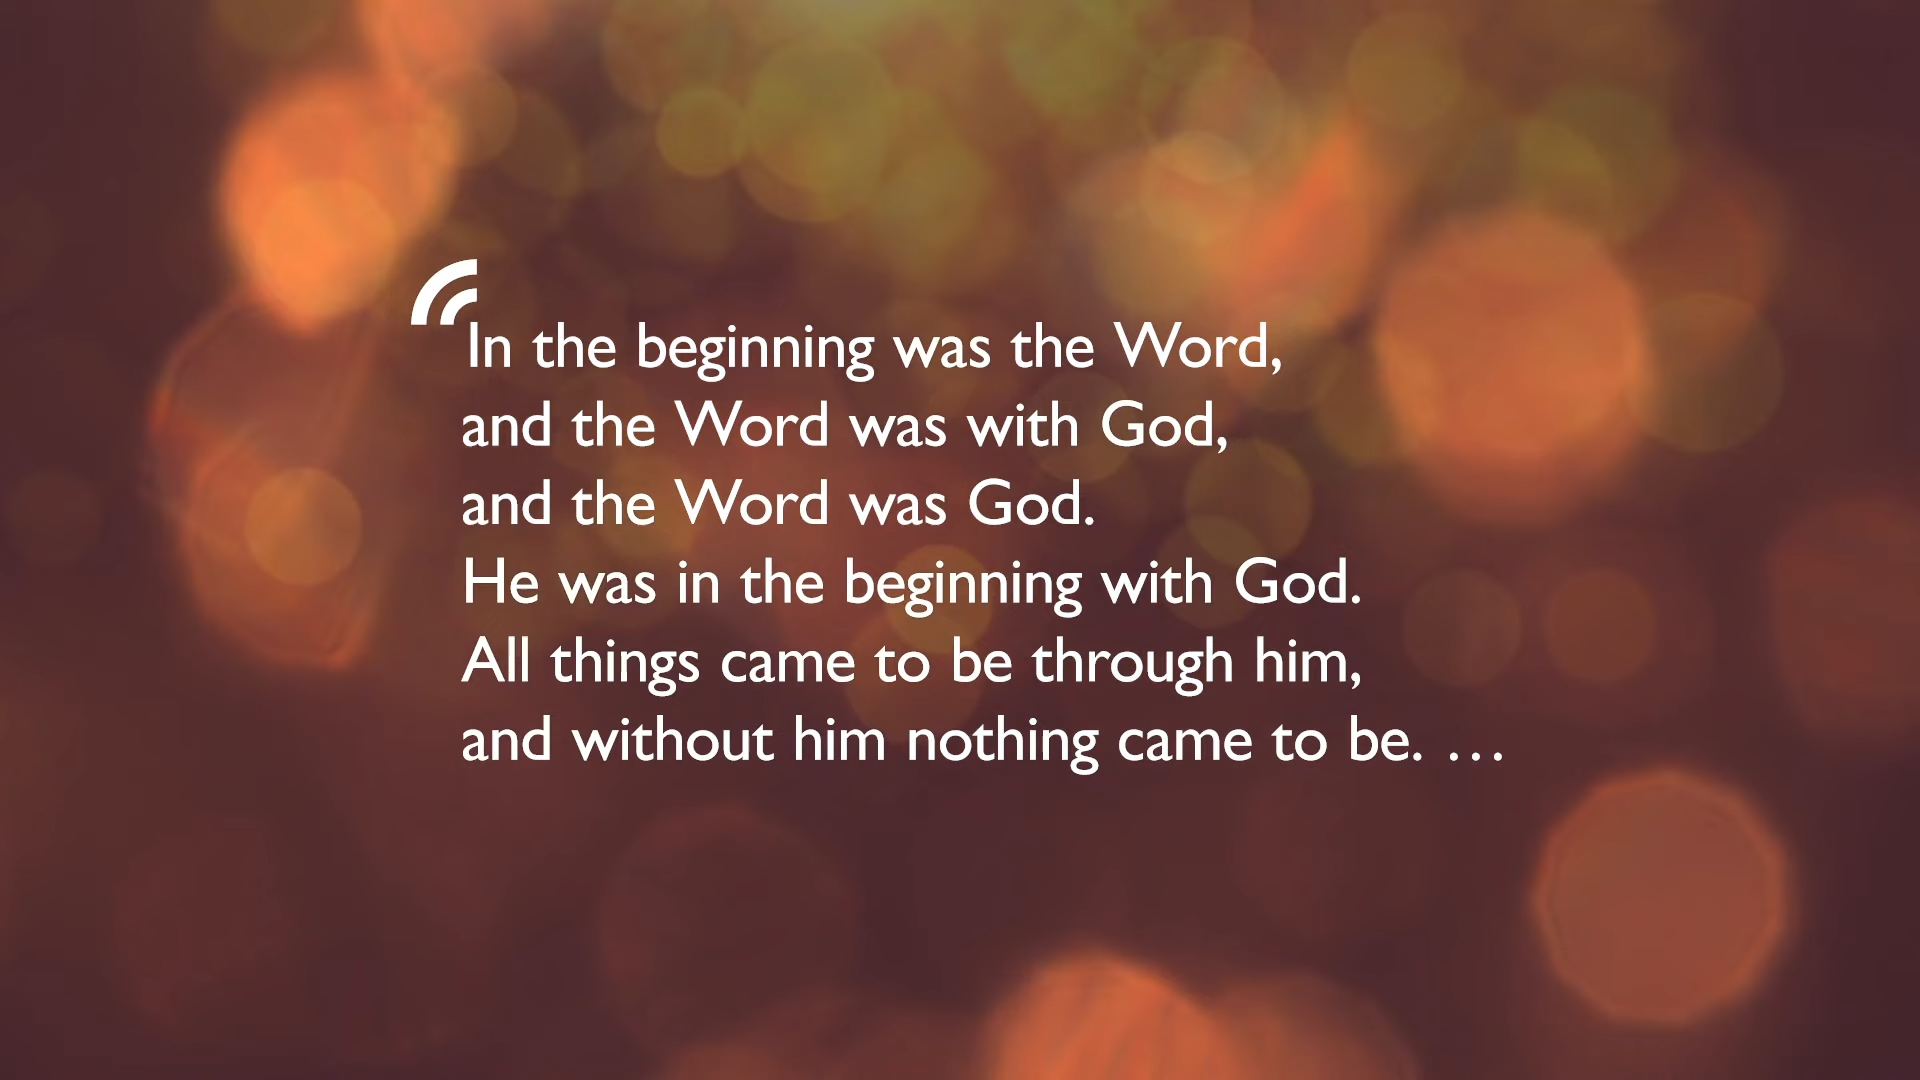 In the beginning was the Word,
and the Word was with God,
and the Word was God.
He was in the beginning with God.
All things came to be through him,
and without him nothing came to be. …